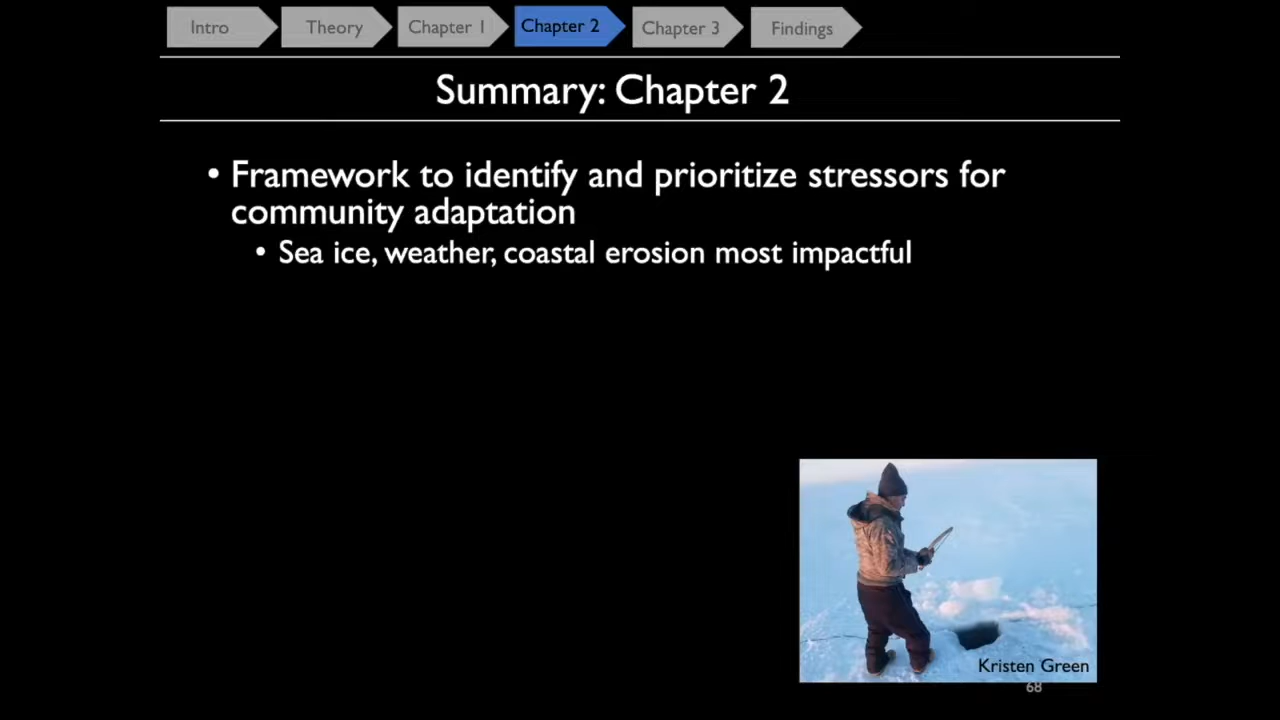 Intro Theory Chapter 1 Chapter 2 Chapter 3 Findings
Summary: Chapter 2
• Framework to identify and prioritize stressors for
community adaptation
• Sea ice, weather, coastal erosion most impactful
Kristen Green
68